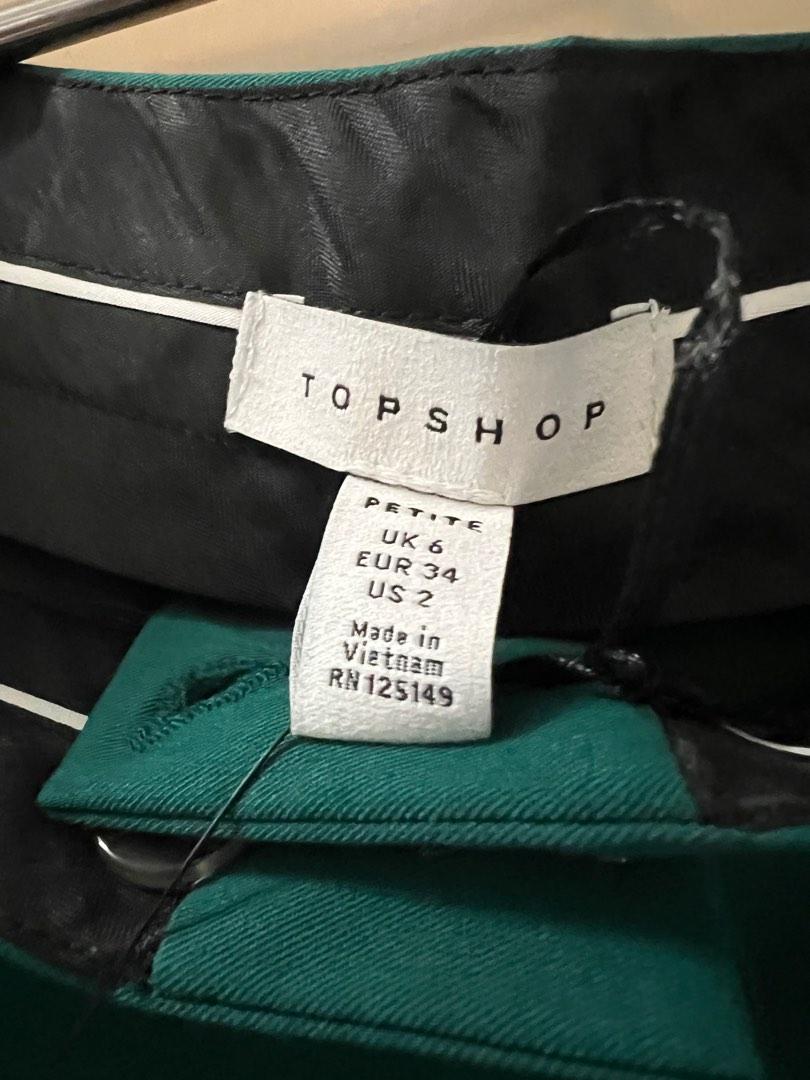 TOPSHOP
PETITE
UK 6
EUR 34
US 2
Made in
Vietnam
RN125149